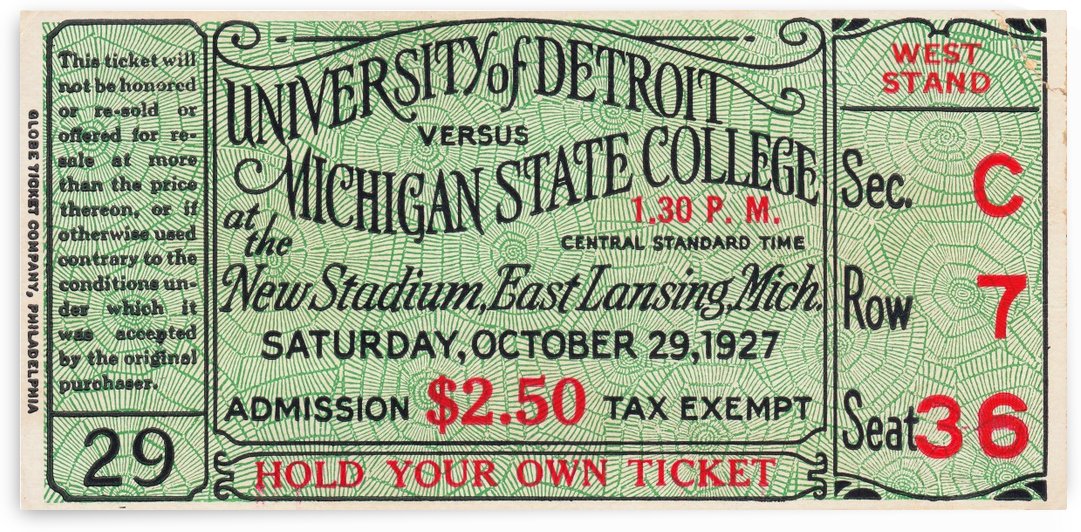 GLOBE TICKET COMPANY, PHILADELPHIA
This ticket will
not be honored
or re-sold or
offered for re-
sale at more
than the price
thereon, or if
otherwise used
contrary to the
conditions un-
der which it
was accepted
by the original
purchaser.
29
UNIVERSITY of DETROIT
VERSUS
MICHIGAN STATE COLLEGE
1.30 P. M.
at the
CENTRAL STANDARD TIME
New Stadium, East Lansing, Mich.
SATURDAY, OCTOBER 29, 1927
ADMISSION $2.50 TAX EXEMPT
HOLD YOUR OWN TICKET
WEST
STAND
Sec. C
Row 7
Seat 36